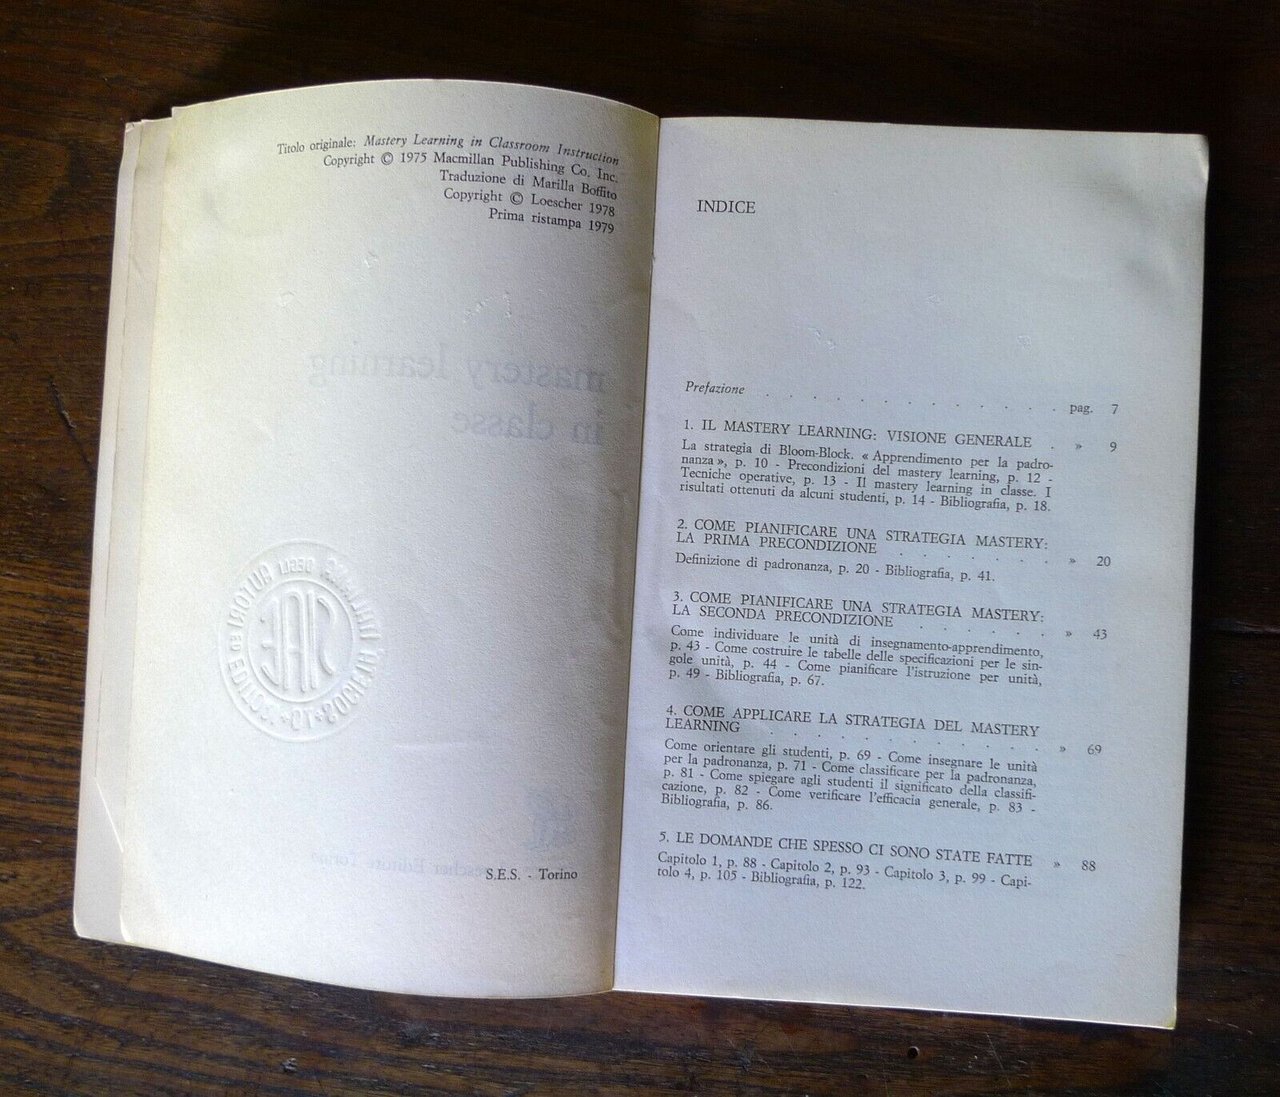 Titolo originale: Mastery Learning in Classroom Instruction
Copyright © 1975 Macmillan Publishing Co. Inc.
Traduzione di Marilla Boffito
Copyright © Loescher 1978
Prima ristampa 1979
mastery learning
in classe
SIAE
SOCIETÀ ITALIANA DEGLI AUTORI ED EDITORI
Loescher Editore Torino
S.E.S. - Torino
INDICE
Prefazione . . . . . . . . . . . . . . pag. 7
1. IL MASTERY LEARNING: VISIONE GENERALE . » 9
La strategia di Bloom-Block. « Apprendimento per la padro-
nanza », p. 10 - Precondizioni del mastery learning, p. 12 -
Tecniche operative, p. 13 - Il mastery learning in classe. I
risultati ottenuti da alcuni studenti, p. 14 - Bibliografia, p. 18.
2. COME PIANIFICARE UNA STRATEGIA MASTERY:
LA PRIMA PRECONDIZIONE . . . . . . . » 20
Definizione di padronanza, p. 20 - Bibliografia, p. 41.
3. COME PIANIFICARE UNA STRATEGIA MASTERY:
LA SECONDA PRECONDIZIONE . . . . . . . » 43
Come individuare le unità di insegnamento-apprendimento,
p. 43 - Come costruire le tabelle delle specificazioni per le sin-
gole unità, p. 44 - Come pianificare l'istruzione per unità,
p. 49 - Bibliografia, p. 67.
4. COME APPLICARE LA STRATEGIA DEL MASTERY
LEARNING . . . . . . . . . . . . . » 69
Come orientare gli studenti, p. 69 - Come insegnare le unità
per la padronanza, p. 71 - Come classificare per la padronanza,
p. 81 - Come spiegare agli studenti il significato della classifi-
cazione, p. 82 - Come verificare l'efficacia generale, p. 83 -
Bibliografia, p. 86.
5. LE DOMANDE CHE SPESSO CI SONO STATE FATTE » 88
Capitolo 1, p. 88 - Capitolo 2, p. 93 - Capitolo 3, p. 99 - Capi-
tolo 4, p. 105 - Bibliografia, p. 122.